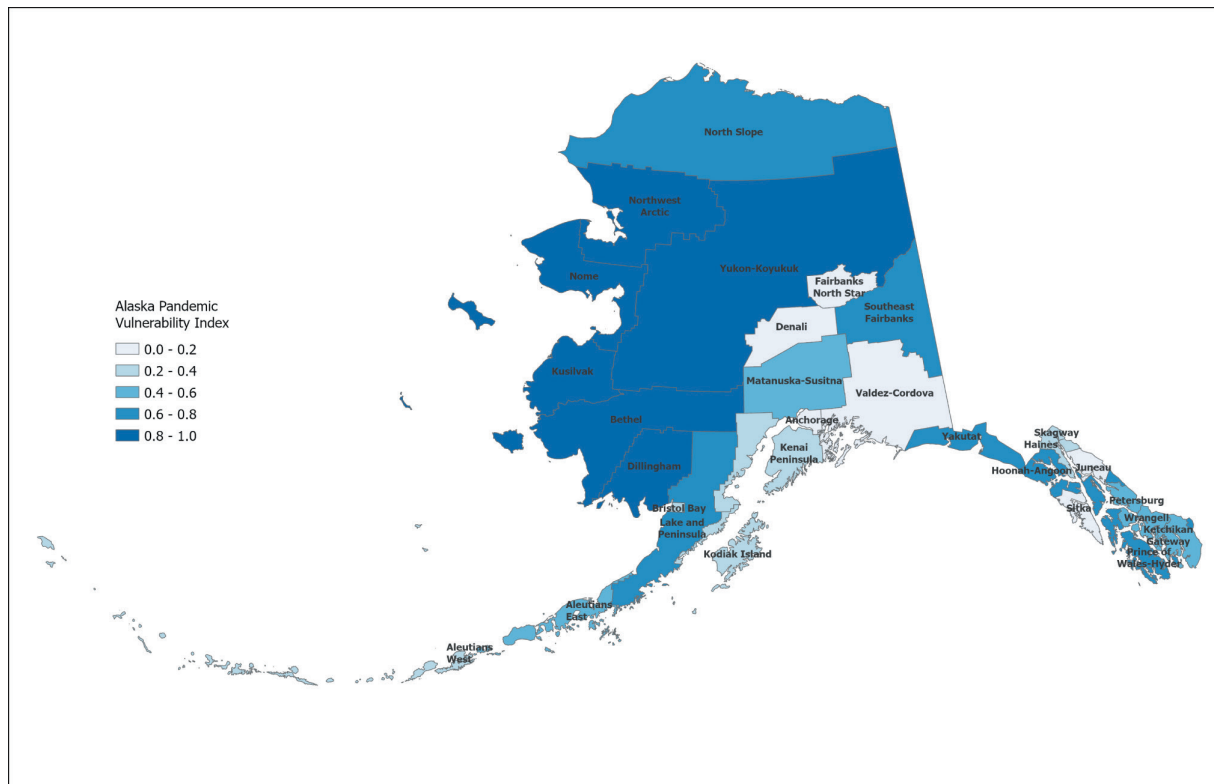 North Slope
Northwest
Arctic
Yukon-Koyukuk
Nome
Fairbanks
North Star
Southeast
Fairbanks
Alaska Pandemic
Vulnerability Index
0.0 - 0.2
0.2 - 0.4
0.4 - 0.6
0.6 - 0.8
0.8 - 1.0
Denali
Kusilvak
Matanuska-Susitna
Valdez-Cordova
Bethel
Anchorage
Kenai
Peninsula
Dillingham
Yakutat
Skagway
Haines
Hoonah-Angoon
Juneau
Bristol Bay
Lake and
Peninsula
Sitka
Petersburg
Wrangell
Ketchikan
Gateway
Prince of
Wales-Hyder
Kodiak Island
Aleutians
East
Aleutians
West